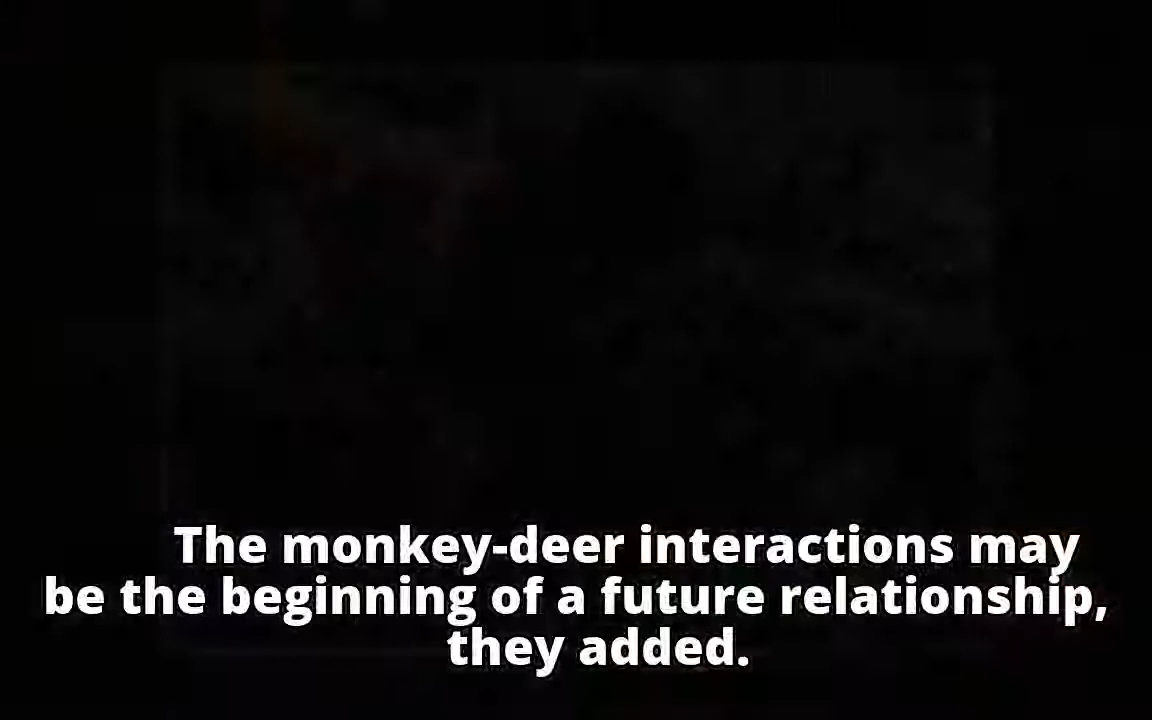 The monkey-deer interactions may
be the beginning of a future relationship,
they added.